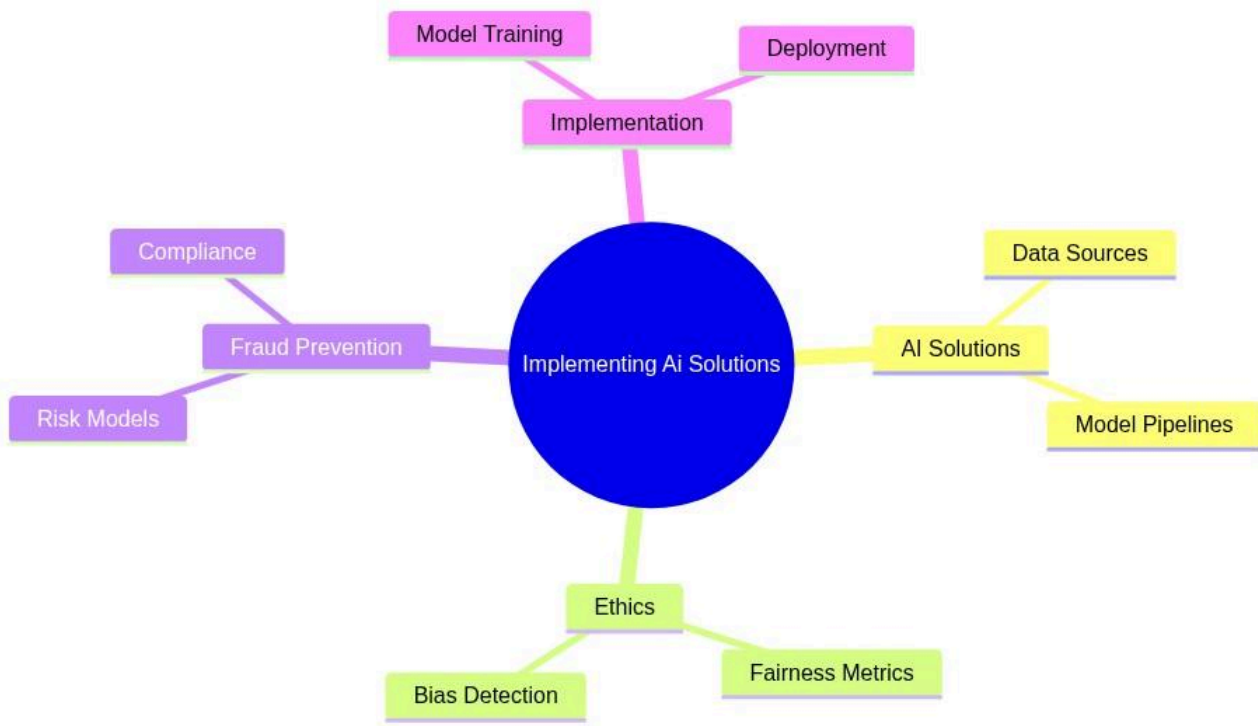 Model Training
Deployment
Implementation
Compliance
Data Sources
Fraud Prevention
AI Solutions
Implementing Ai Solutions
Risk Models
Model Pipelines
Ethics
Fairness Metrics
Bias Detection